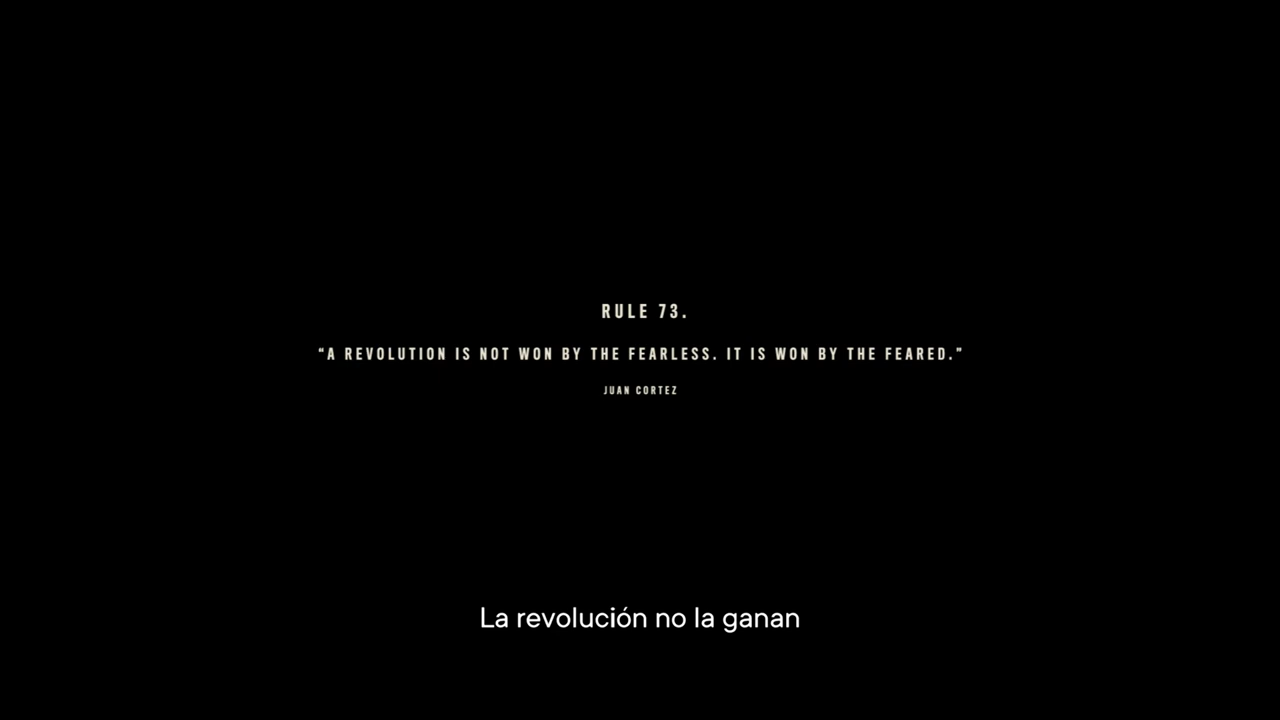 RULE 73.
“A REVOLUTION IS NOT WON BY THE FEARLESS. IT IS WON BY THE FEARED.”
JUAN CORTEZ
La revolución no la ganan